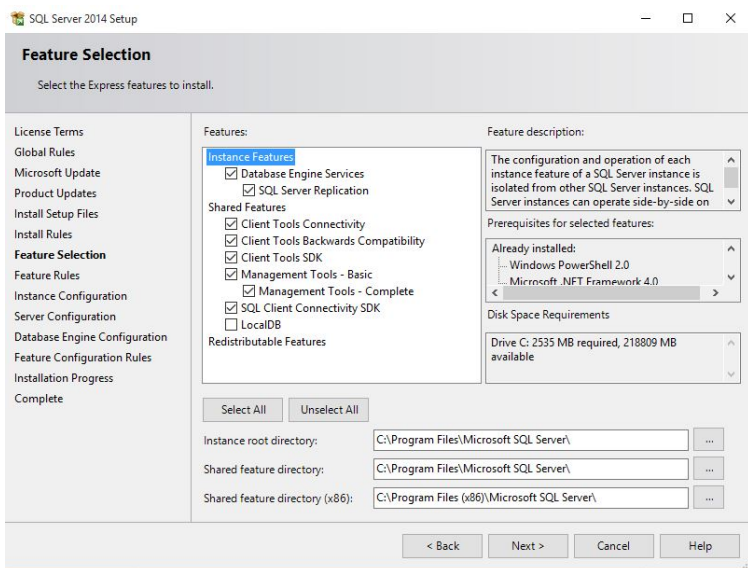 SQL Server 2014 Setup
Feature Selection
Select the Express features to install.
License Terms
Global Rules
Microsoft Update
Product Updates
Install Setup Files
Install Rules
Feature Selection
Feature Rules
Instance Configuration
Server Configuration
Database Engine Configuration
Feature Configuration Rules
Installation Progress
Complete
Features:
Instance Features
Database Engine Services
SQL Server Replication
Shared Features
Client Tools Connectivity
Client Tools Backwards Compatibility
Client Tools SDK
Management Tools - Basic
Management Tools - Complete
SQL Client Connectivity SDK
LocalDB
Redistributable Features
Feature description:
The configuration and operation of each
instance feature of a SQL Server instance is
isolated from other SQL Server instances. SQL
Server instances can operate side-by-side on
Prerequisites for selected features:
Already installed:
Windows PowerShell 2.0
Microsoft .NET Framework 4.0
Disk Space Requirements
Drive C: 2535 MB required, 218809 MB
available
Select All
Unselect All
Instance root directory:
C:\Program Files\Microsoft SQL Server\
...
Shared feature directory:
C:\Program Files\Microsoft SQL Server\
...
Shared feature directory (x86):
C:\Program Files (x86)\Microsoft SQL Server\
...
< Back
Next >
Cancel
Help